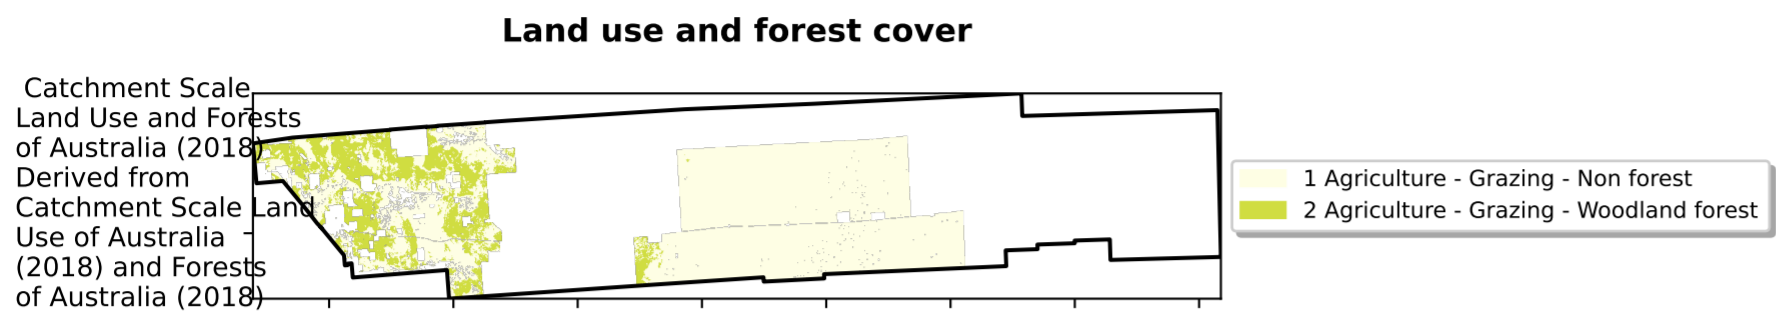 Land use and forest cover
Catchment Scale
Land Use and Forests
of Australia (2018)
Derived from
Catchment Scale Land
Use of Australia
(2018) and Forests
of Australia (2018)
1 Agriculture - Grazing - Non forest
2 Agriculture - Grazing - Woodland forest